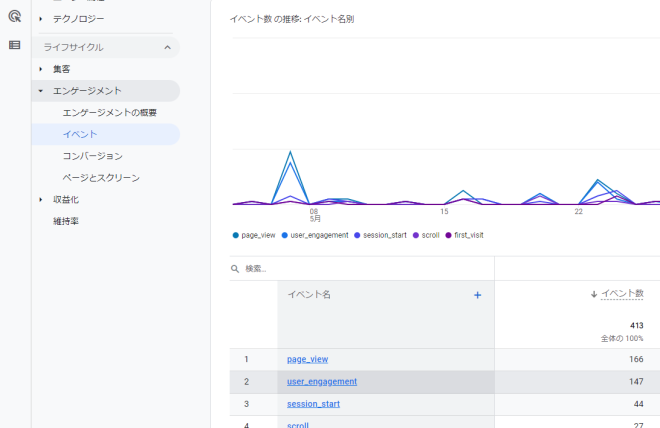 テクノロジー
ライフサイクル
集客
エンゲージメント
エンゲージメントの概要
イベント
コンバージョン
ページとスクリーン
収益化
維持率
イベント数 の推移: イベント名別
08
5月
15
22
page_view
user_engagement
session_start
scroll
first_visit
検索...
イベント名
+
↓ イベント数
413
全体の 100%
1
page_view
166
2
user_engagement
147
3
session_start
44
4
scroll
27